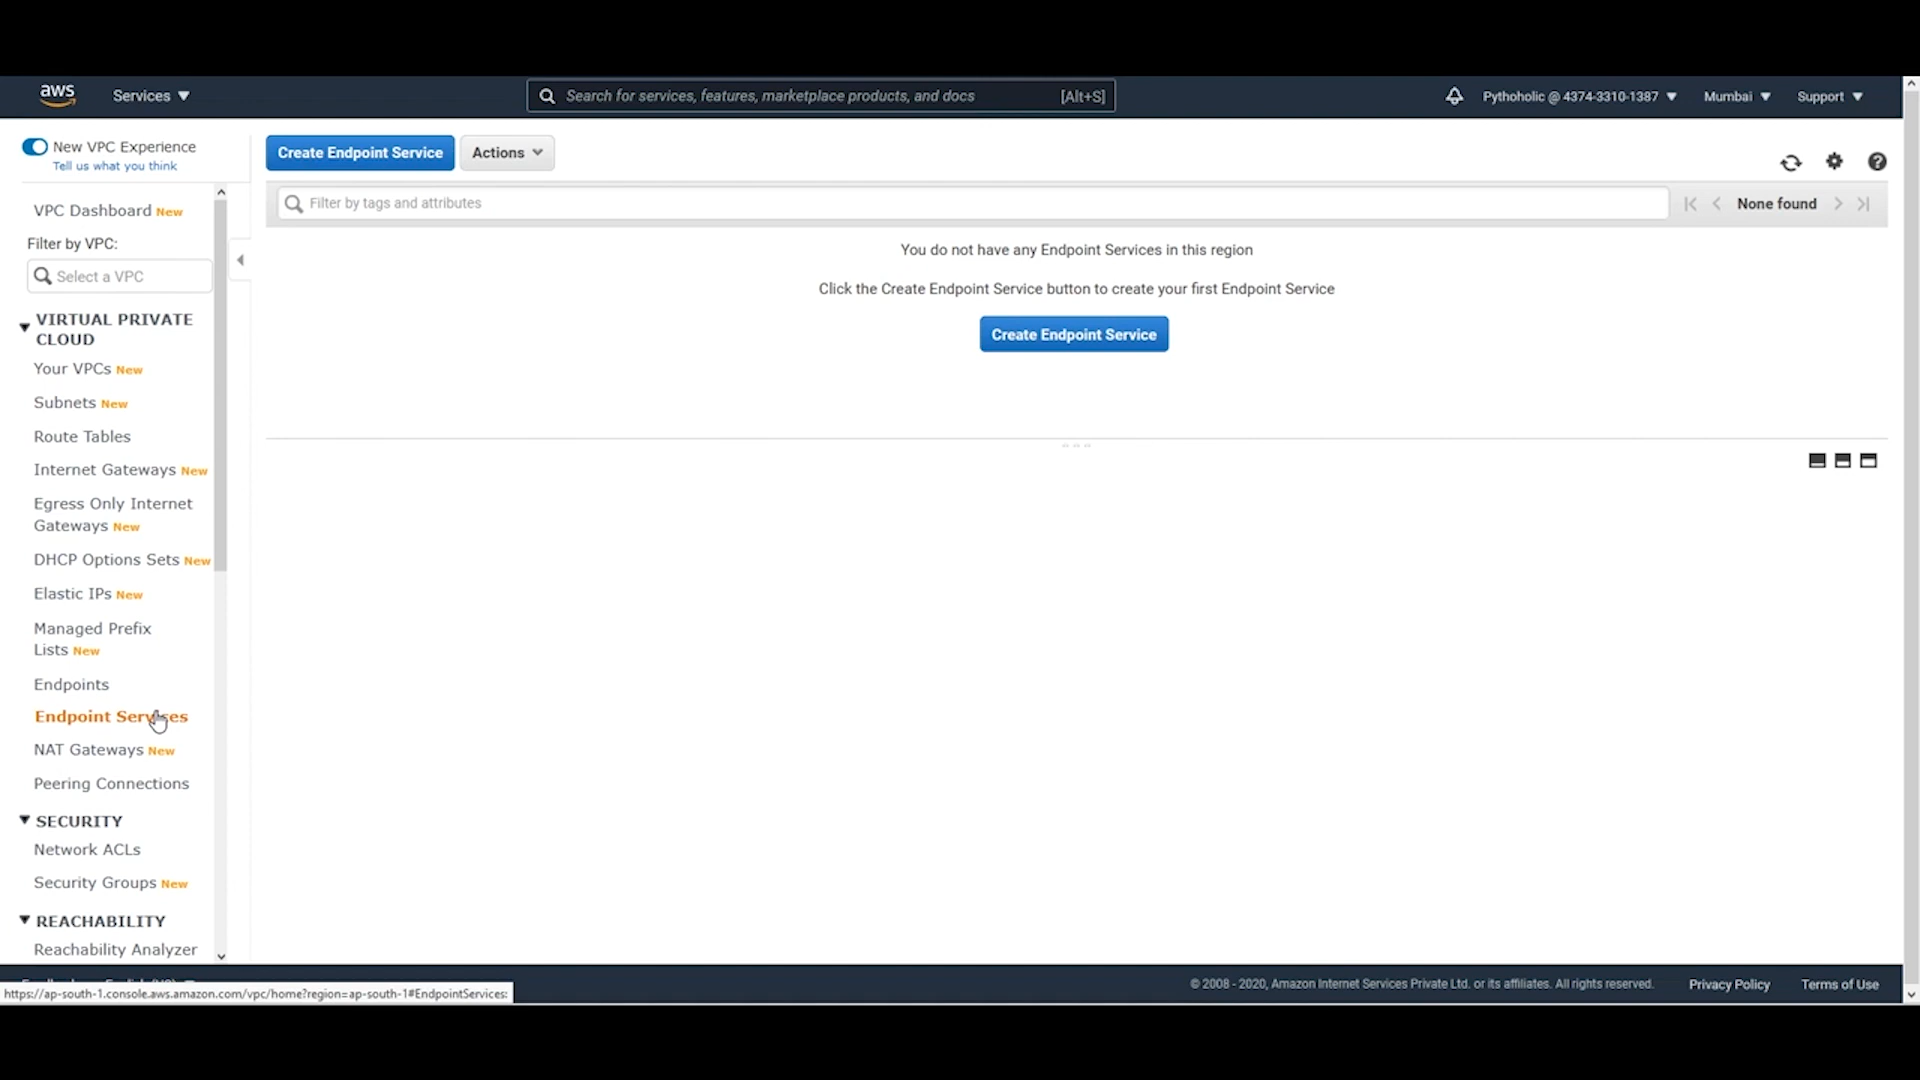 aws
Services
Search for services, features, marketplace products, and docs
[Alt+S]
Pythoholic @ 4374-3310-1387
Mumbai
Support
New VPC Experience
Tell us what you think
Create Endpoint Service
Actions
Filter by tags and attributes
None found
VPC Dashboard New
Filter by VPC:
Select a VPC
You do not have any Endpoint Services in this region
Click the Create Endpoint Service button to create your first Endpoint Service
Create Endpoint Service
VIRTUAL PRIVATE
CLOUD
Your VPCs New
Subnets New
Route Tables
Internet Gateways New
Egress Only Internet
Gateways New
DHCP Options Sets New
Elastic IPs New
Managed Prefix
Lists New
Endpoints
Endpoint Services
NAT Gateways New
Peering Connections
SECURITY
Network ACLs
Security Groups New
REACHABILITY
Reachability Analyzer
https://ap-south-1.console.aws.amazon.com/vpc/home?region=ap-south-1#EndpointServices:
© 2008 - 2020, Amazon Internet Services Private Ltd. or its affiliates. All rights reserved.
Privacy Policy
Terms of Use